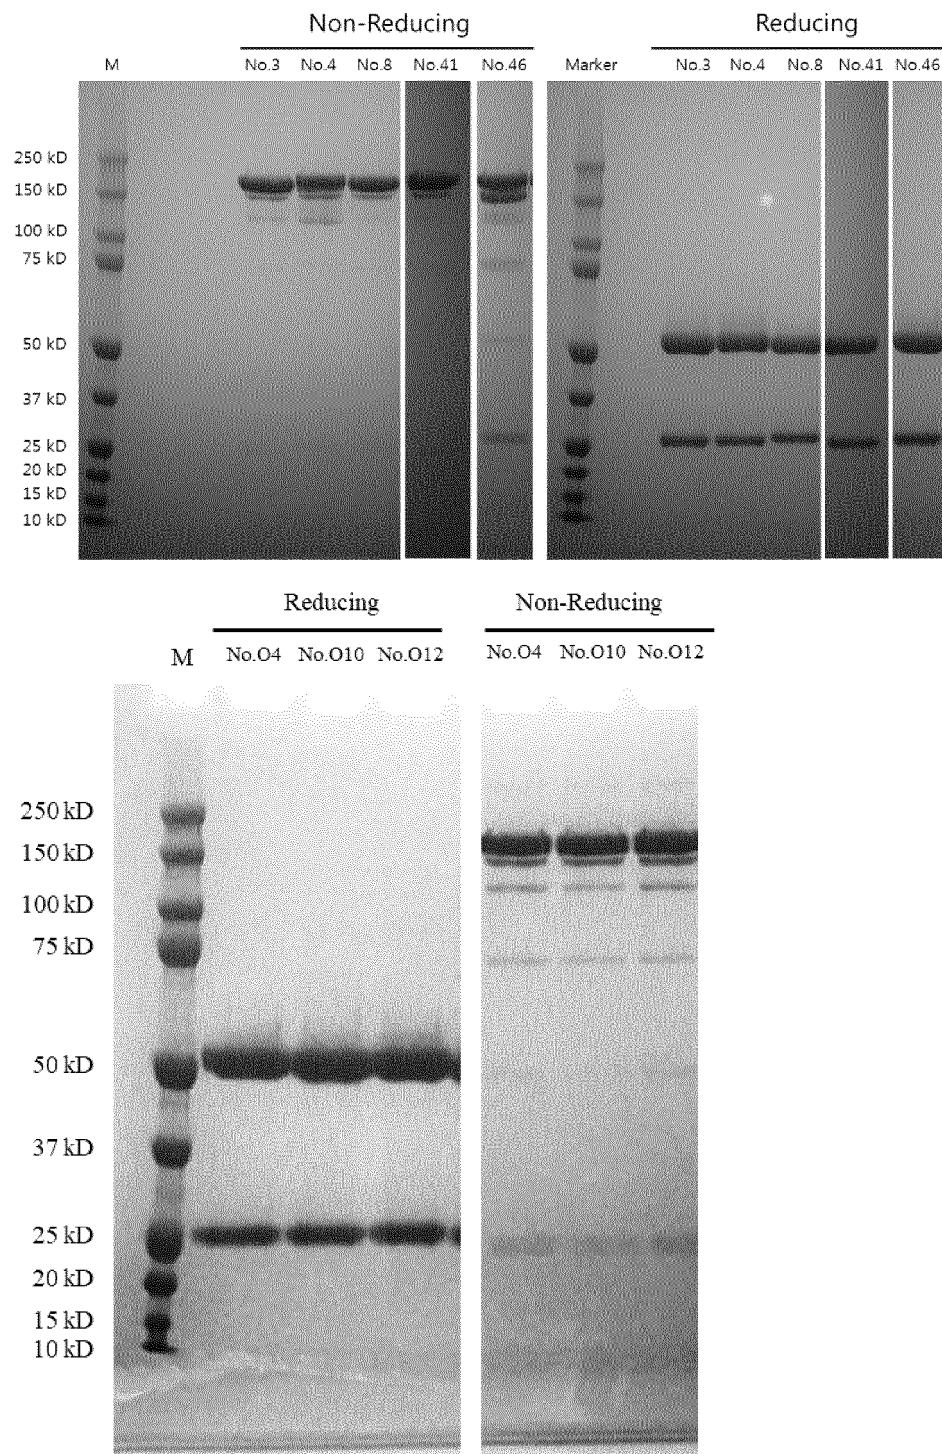 Non-Reducing Reducing
M No.3 No.4 No.8 No.41 No.46 Marker No.3 No.4 No.8 No.41 No.46
250 kD
150 kD
100 kD
75 kD
50 kD
37 kD
25 kD
20 kD
15 kD
10 kD
Reducing Non-Reducing
M No.O4 No.O10 No.O12 No.O4 No.O10 No.O12
250 kD
150 kD
100 kD
75 kD
50 kD
37 kD
25 kD
20 kD
15 kD
10 kD